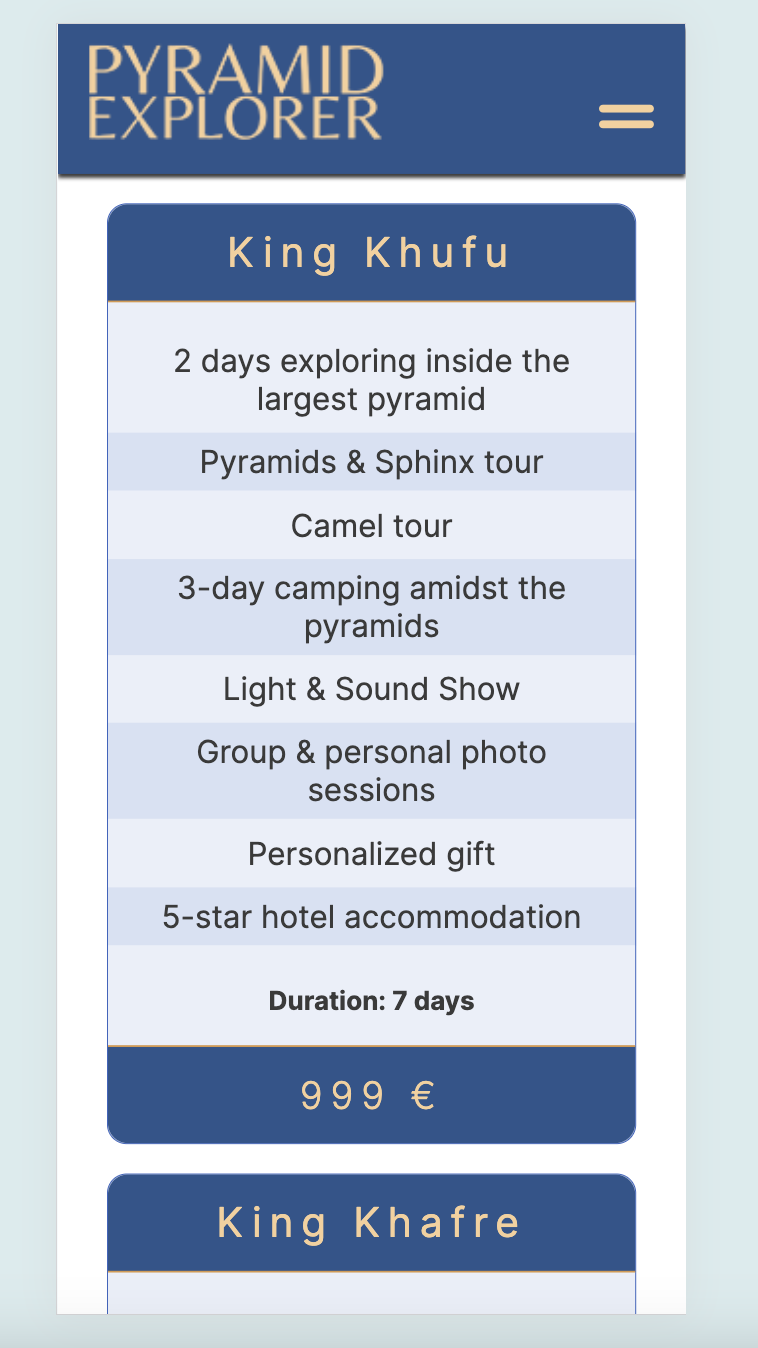 PYRAMID
EXPLORER
King Khufu
2 days exploring inside the
largest pyramid
Pyramids & Sphinx tour
Camel tour
3-day camping amidst the
pyramids
Light & Sound Show
Group & personal photo
sessions
Personalized gift
5-star hotel accommodation
Duration: 7 days
999 €
King Khafre